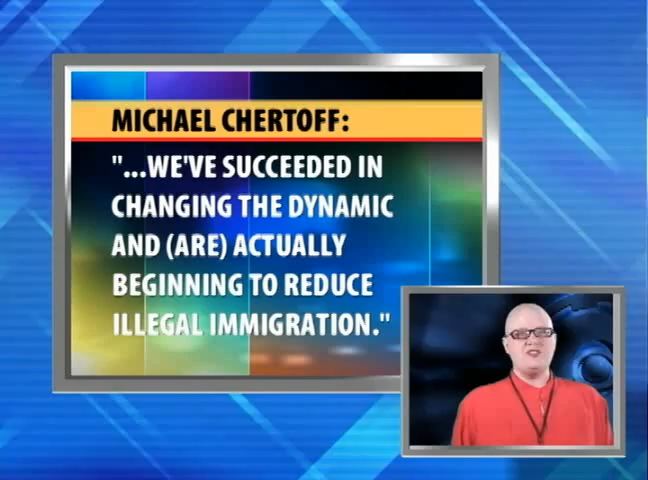 MICHAEL CHERTOFF:
"...WE'VE SUCCEEDED IN
CHANGING THE DYNAMIC
AND (ARE) ACTUALLY
BEGINNING TO REDUCE
ILLEGAL IMMIGRATION."